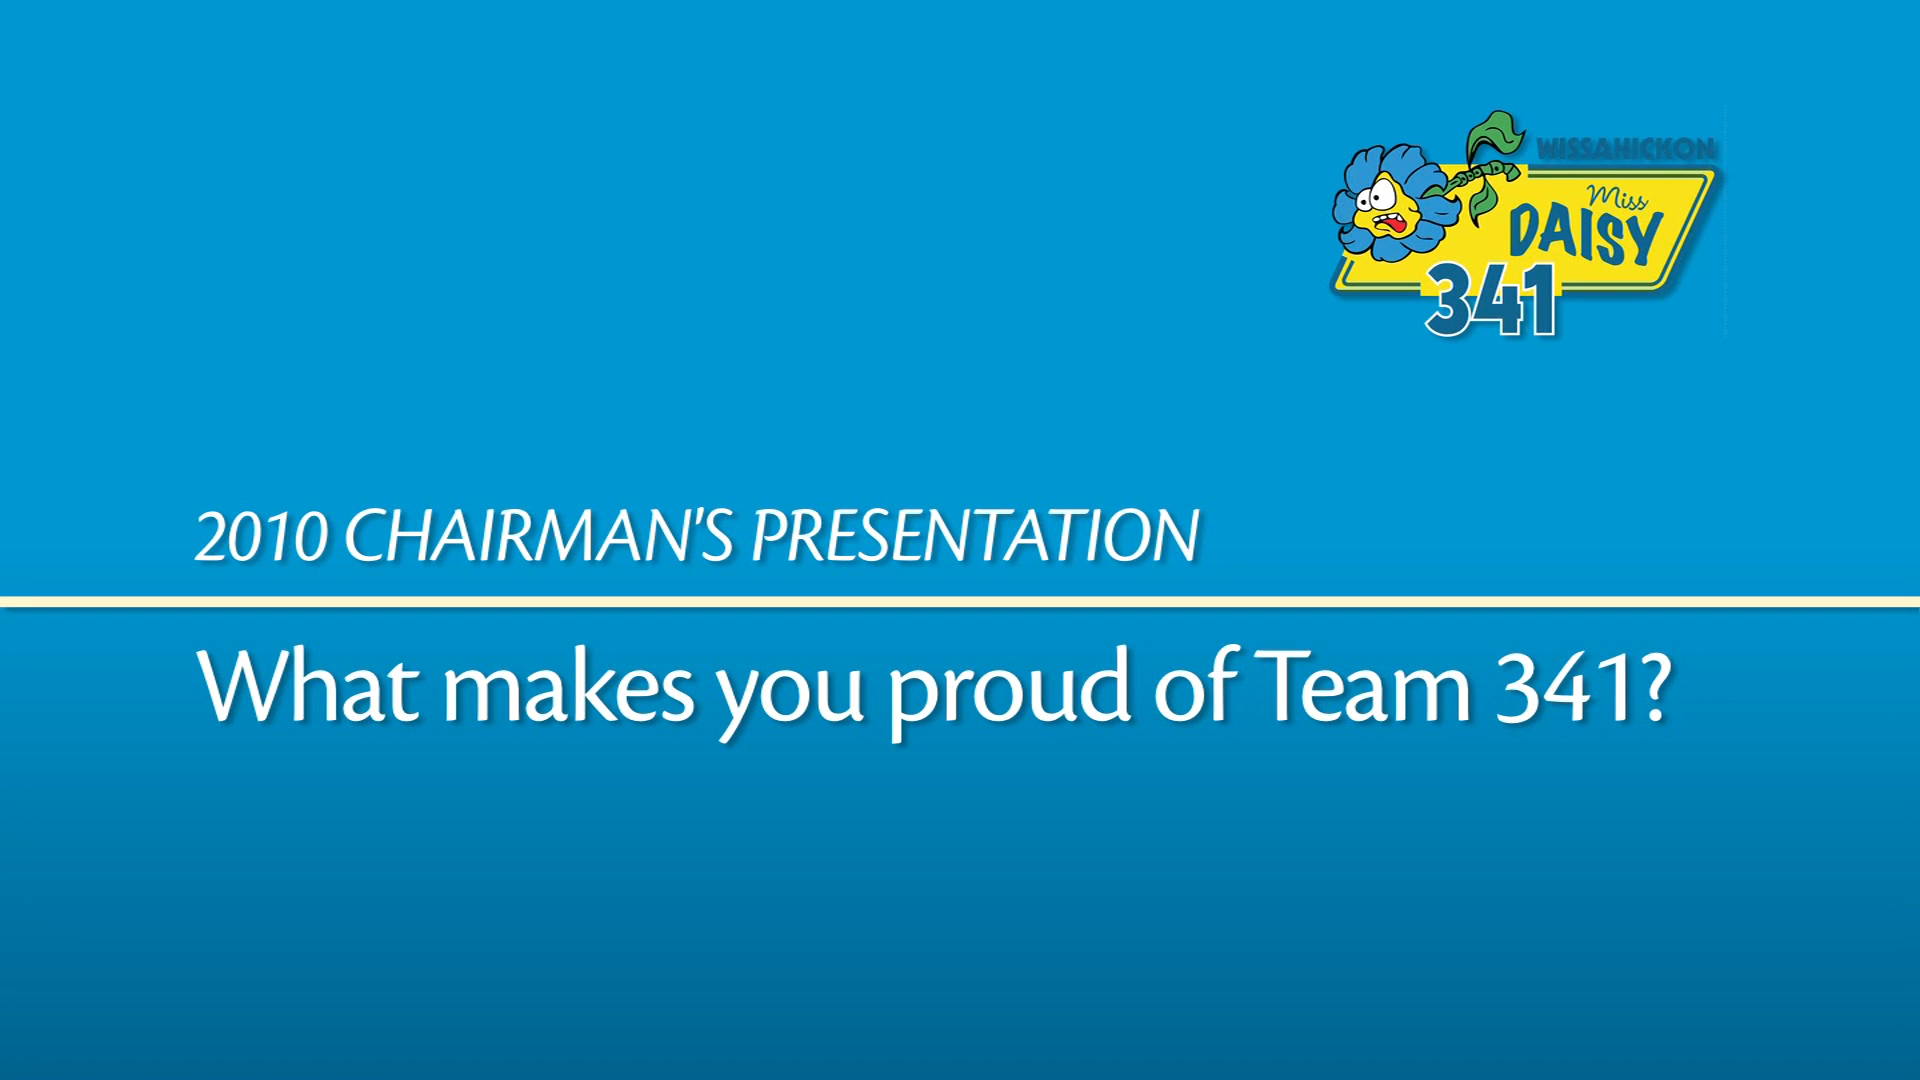 WISSAHICKON
Miss
DAISY
341
2010 CHAIRMAN'S PRESENTATION
What makes you proud of Team 341?